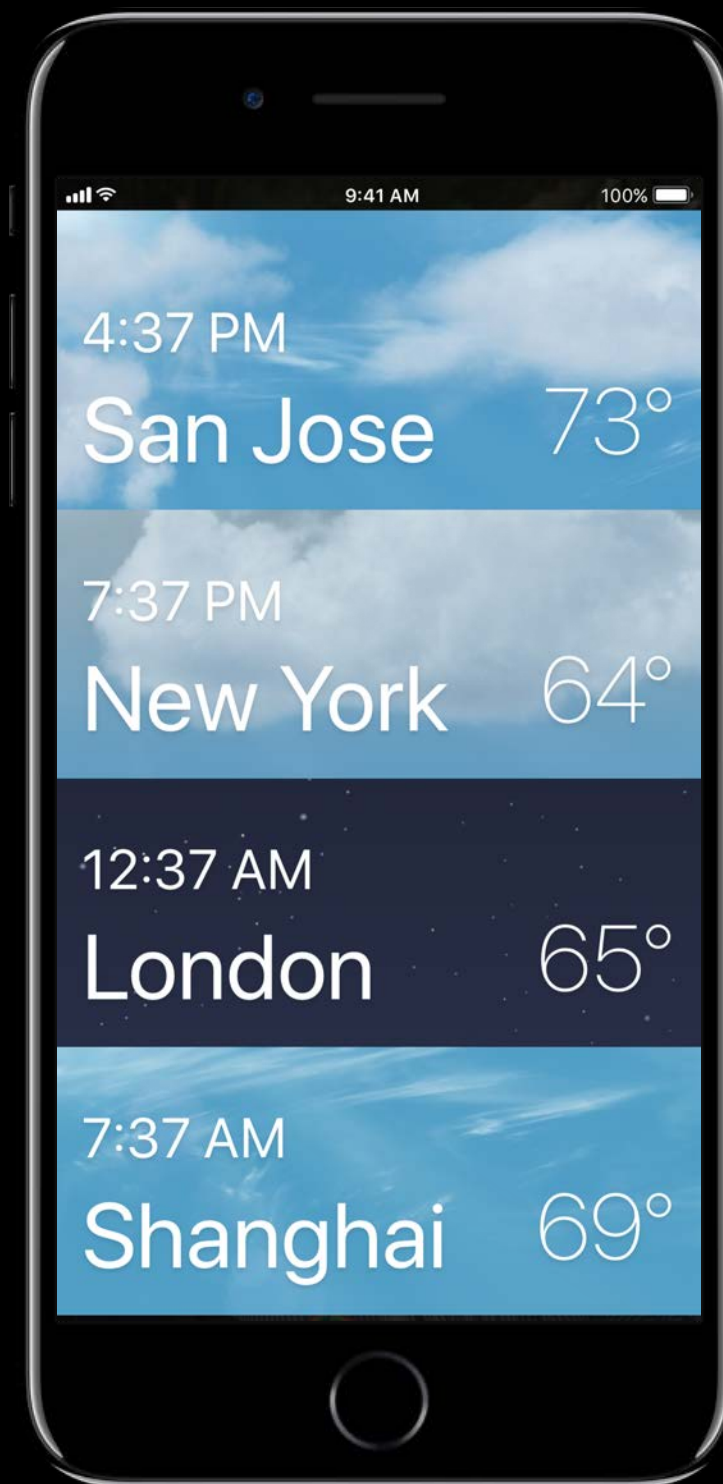 9:41 AM 100%
4:37 PM
San Jose 73°
7:37 PM
New York 64°
12:37 AM
London 65°
7:37 AM
Shanghai 69°